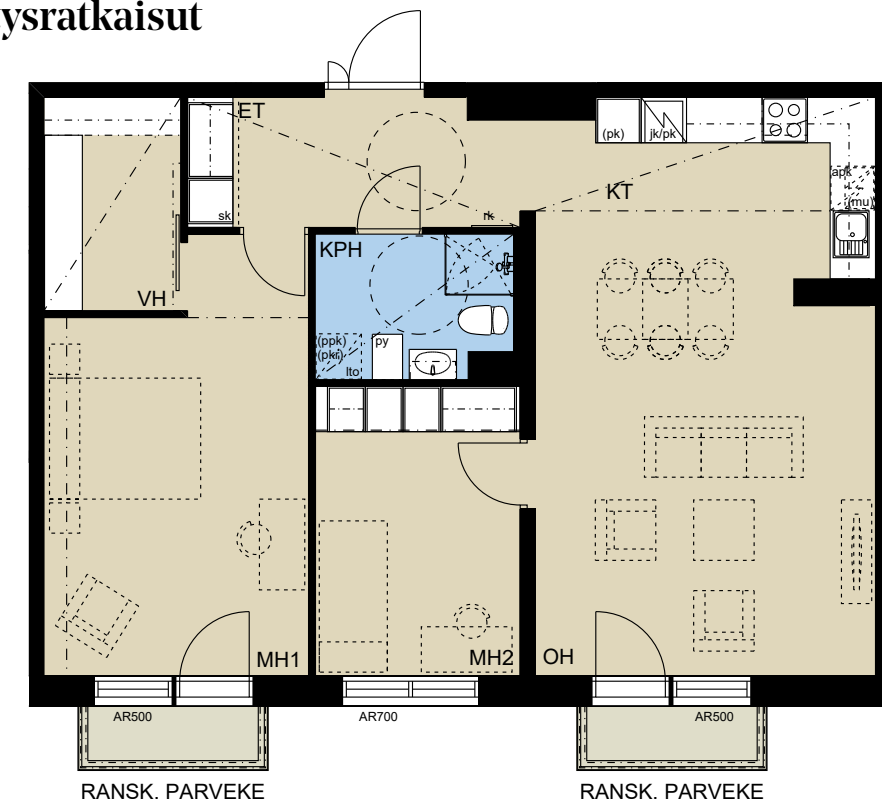 ysratkaisut
ET
(pk)
jk/pk
KT
apk
(mu)
sk
rk
KPH
VH
(ppk)
(pkr)
lto
py
MH1
MH2
OH
AR500
AR700
AR500
RANSK. PARVEKE
RANSK. PARVEKE